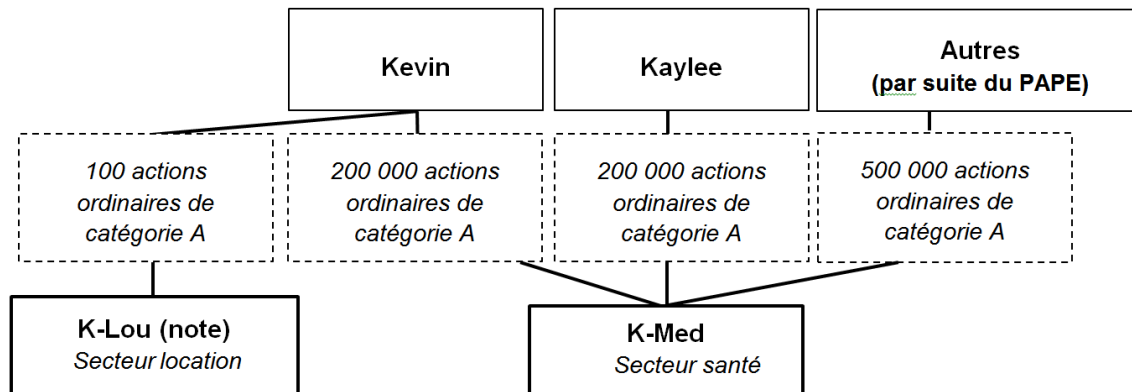 Kevin
Kaylee
Autres
(par suite du PAPE)
100 actions
ordinaires de
catégorie A
200 000 actions
ordinaires de
catégorie A
200 000 actions
ordinaires de
catégorie A
500 000 actions
ordinaires de
catégorie A
K-Lou (note)
Secteur location
K-Med
Secteur santé